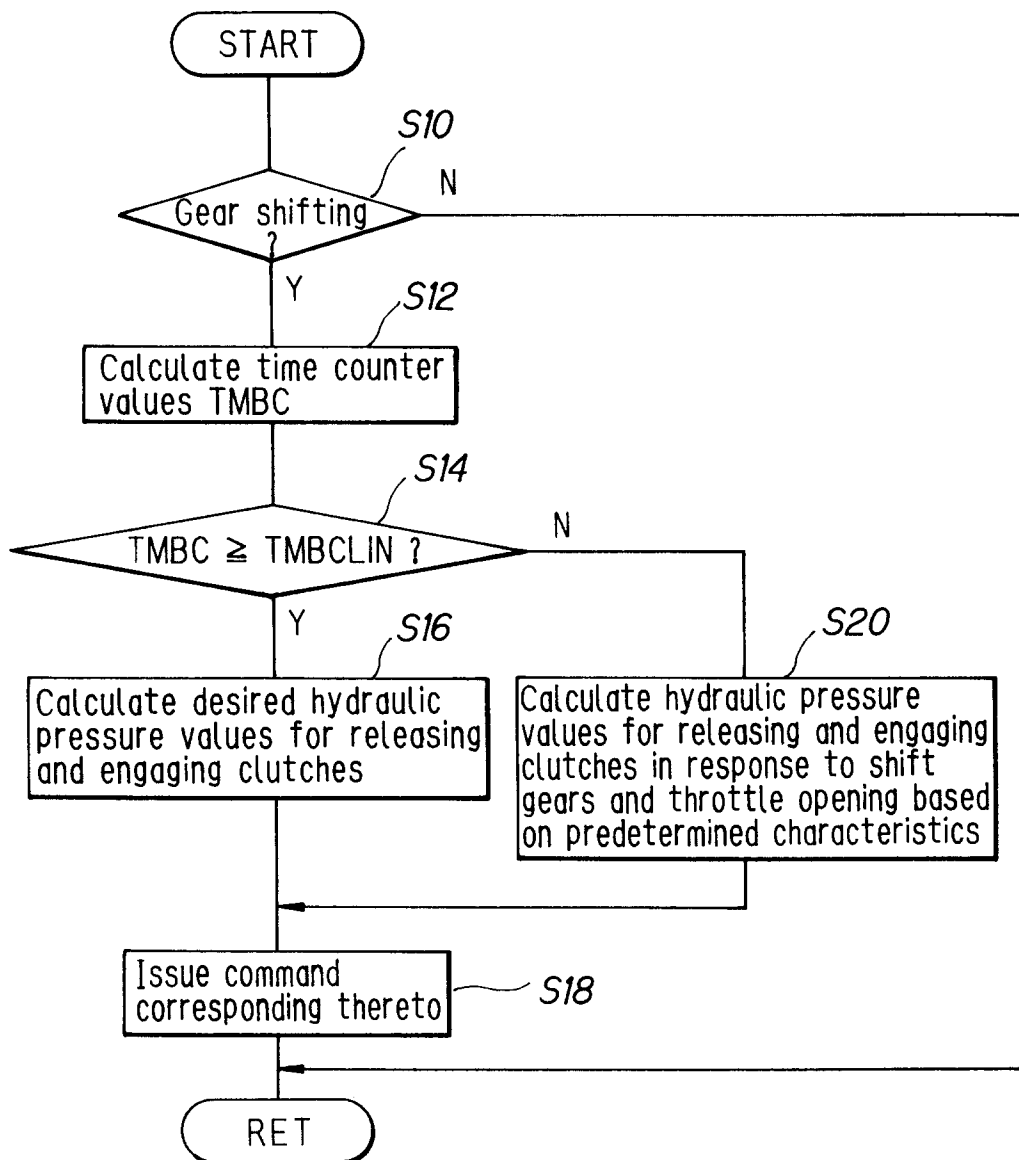 START
S10
N
Gear shifting
?
Y
S12
Calculate time counter
values TMBC
S14
TMBC ≧ TMBCLIN ?
N
Y
S16
Calculate desired hydraulic
pressure values for releasing
and engaging clutches
S20
Calculate hydraulic pressure
values for releasing and engaging
clutches in response to shift
gears and throttle opening based
on predetermined characteristics
Issue command
corresponding thereto
S18
RET